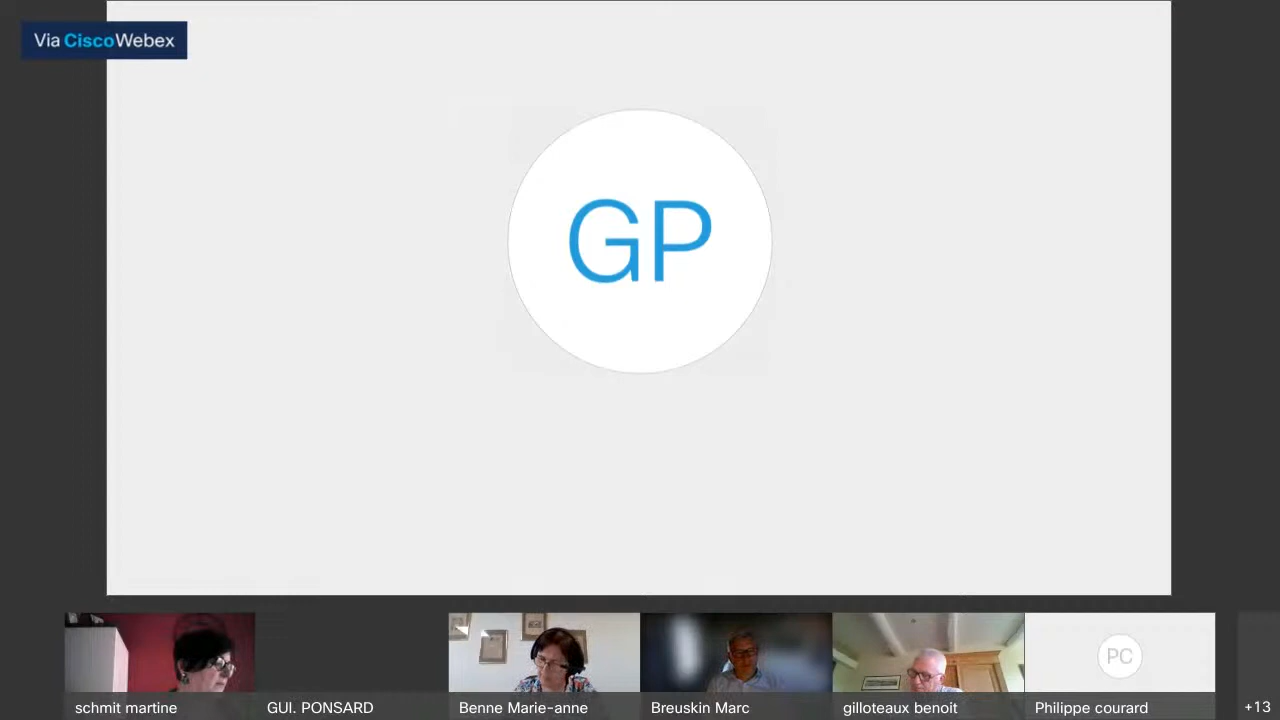 Via CiscoWebex
GP
PC
schmit martine
GUI. PONSARD
Benne Marie-anne
Breuskin Marc
gilloteaux benoit
Philippe courard
+13